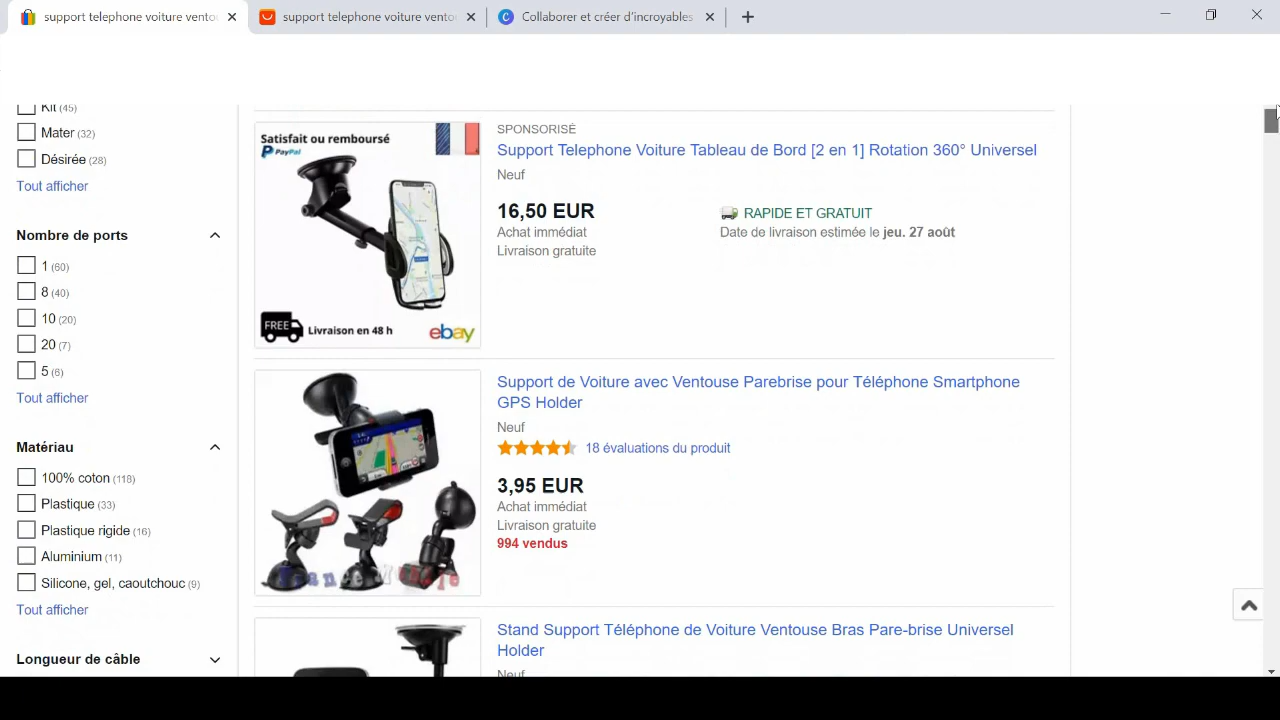 support telephone voiture vento
support telephone voiture vento
Collaborer et créer d'incroyables
Kit (45)
Mater (32)
Désirée (28)
Tout afficher
Nombre de ports
1 (60)
8 (40)
10 (20)
20 (7)
5 (6)
Tout afficher
Matériau
100% coton (118)
Plastique (33)
Plastique rigide (16)
Aluminium (11)
Silicone, gel, caoutchouc (9)
Tout afficher
Longueur de câble
Satisfait ou remboursé
PayPal
FREE
Livraison en 48 h
ebay
SPONSORISÉ
Support Telephone Voiture Tableau de Bord [2 en 1] Rotation 360° Universel
Neuf
16,50 EUR
Achat immédiat
Livraison gratuite
RAPIDE ET GRATUIT
Date de livraison estimée le jeu. 27 août
Support de Voiture avec Ventouse Parebrise pour Téléphone Smartphone
GPS Holder
Neuf
18 évaluations du produit
3,95 EUR
Achat immédiat
Livraison gratuite
994 vendus
Stand Support Téléphone de Voiture Ventouse Bras Pare-brise Universel
Holder
Neuf